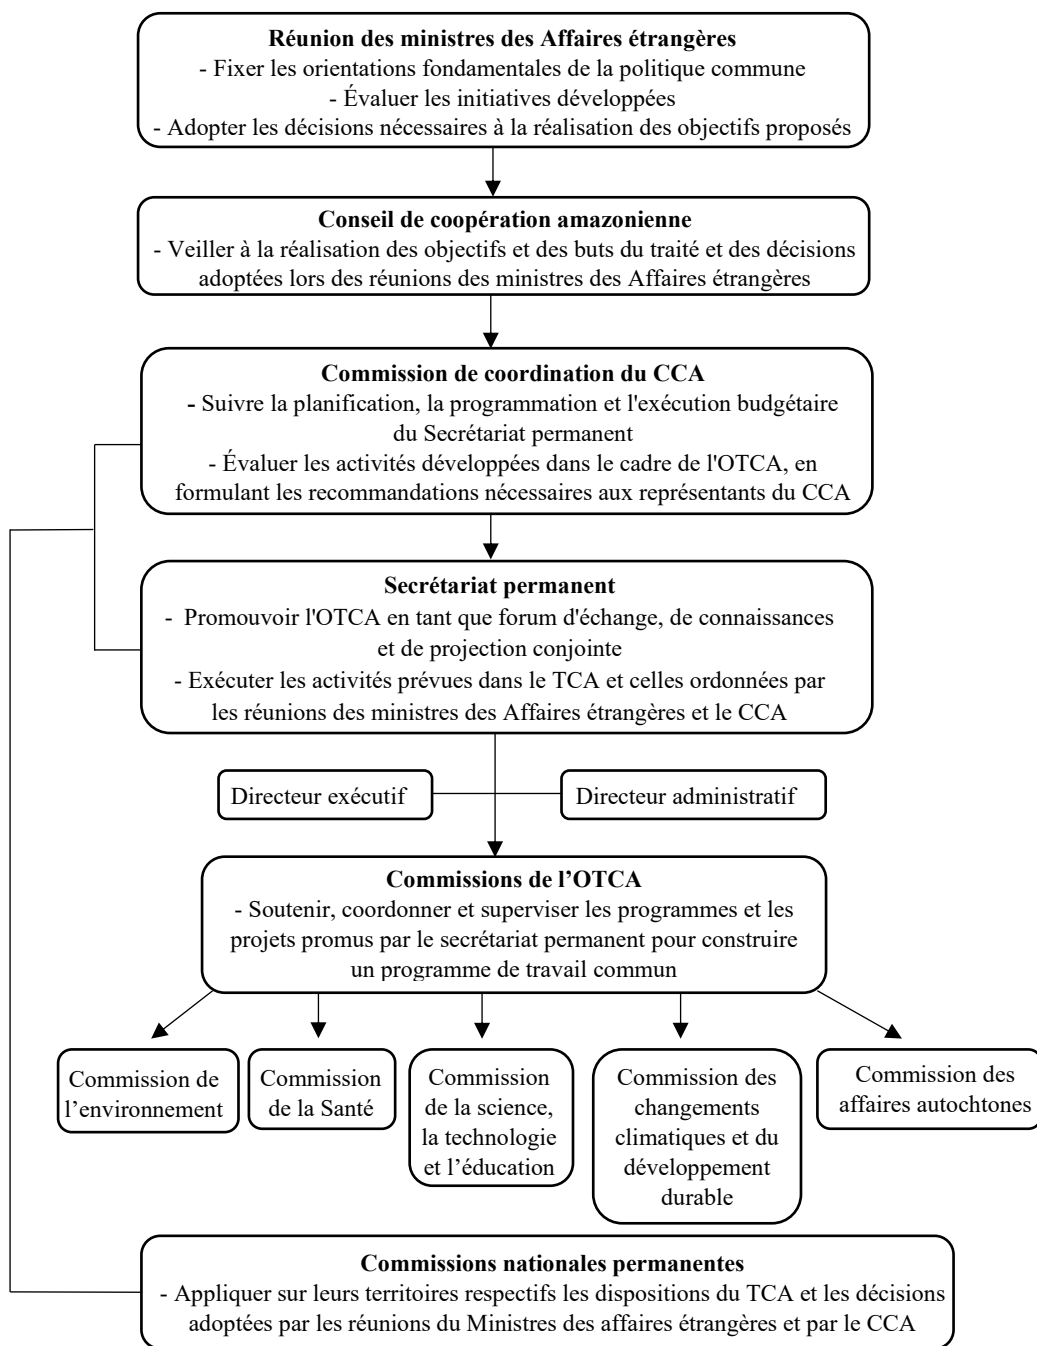 Réunion des ministres des Affaires étrangères
- Fixer les orientations fondamentales de la politique commune
- Évaluer les initiatives développées
- Adopter les décisions nécessaires à la réalisation des objectifs proposés
Conseil de coopération amazonienne
- Veiller à la réalisation des objectifs et des buts du traité et des décisions
adoptées lors des réunions des ministres des Affaires étrangères
Commission de coordination du CCA
- Suivre la planification, la programmation et l'exécution budgétaire
du Secrétariat permanent
- Évaluer les activités développées dans le cadre de l'OTCA, en
formulant les recommandations nécessaires aux représentants du CCA
Secrétariat permanent
- Promouvoir l'OTCA en tant que forum d'échange, de connaissances
et de projection conjointe
- Exécuter les activités prévues dans le TCA et celles ordonnées par
les réunions des ministres des Affaires étrangères et le CCA
Directeur exécutif
Directeur administratif
Commissions de l’OTCA
- Soutenir, coordonner et superviser les programmes et les
projets promus par le secrétariat permanent pour construire
un programme de travail commun
Commission de
l’environnement
Commission
de la Santé
Commission
de la science,
la technologie
et l’éducation
Commission des
changements
climatiques et du
développement
durable
Commission des
affaires autochtones
Commissions nationales permanentes
- Appliquer sur leurs territoires respectifs les dispositions du TCA et les décisions
adoptées par les réunions du Ministres des affaires étrangères et par le CCA